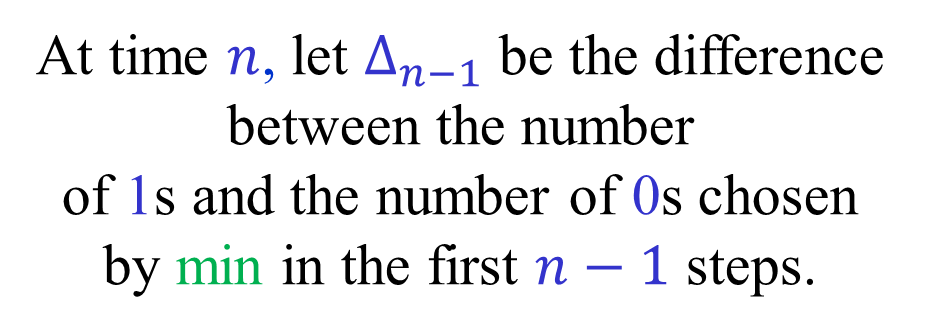 At time n, let Δₙ₋₁ be the difference
between the number
of 1s and the number of 0s chosen
by min in the first n − 1 steps.